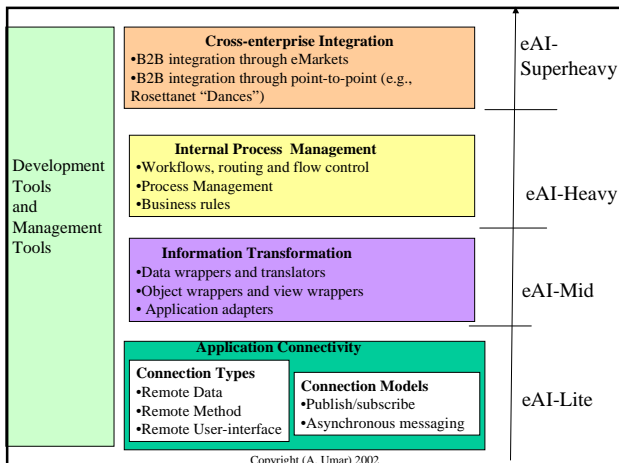 Development
Tools
and
Management
Tools
Cross-enterprise Integration
•B2B integration through eMarkets
•B2B integration through point-to-point (e.g.,
Rosettanet “Dances”)
eAI-
Superheavy
Internal Process Management
•Workflows, routing and flow control
•Process Management
•Business rules
eAI-Heavy
Information Transformation
•Data wrappers and translators
•Object wrappers and view wrappers
• Application adapters
eAI-Mid
Application Connectivity
Connection Types
•Remote Data
•Remote Method
•Remote User-interface
Connection Models
•Publish/subscribe
•Asynchronous messaging
eAI-Lite
Copyright (A. Umar) 2002